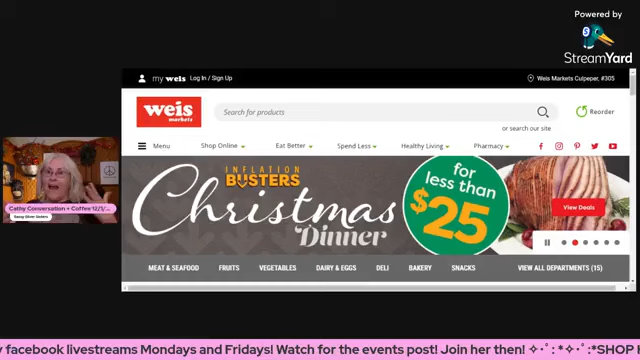 Powered by
StreamYard
my weis Log In / Sign Up
Weis Markets Culpeper, #305
weis
markets
Search for products
Reorder
or search our site
Menu
Shop Online
Eat Better
Spend Less
Healthy Living
Pharmacy
INFLATION
BUSTERS
Christmas
Dinner
for
less than
$25
View Deals
Cathy Conversation + Coffee 12/1/...
MEAT & SEAFOOD
FRUITS
VEGETABLES
DAIRY & EGGS
DELI
BAKERY
SNACKS
VIEW ALL DEPARTMENTS (15)
y facebook livestreams Mondays and Fridays! Watch for the events post! Join her then! ✧･ﾟ: *✧･ﾟ:*SHOP